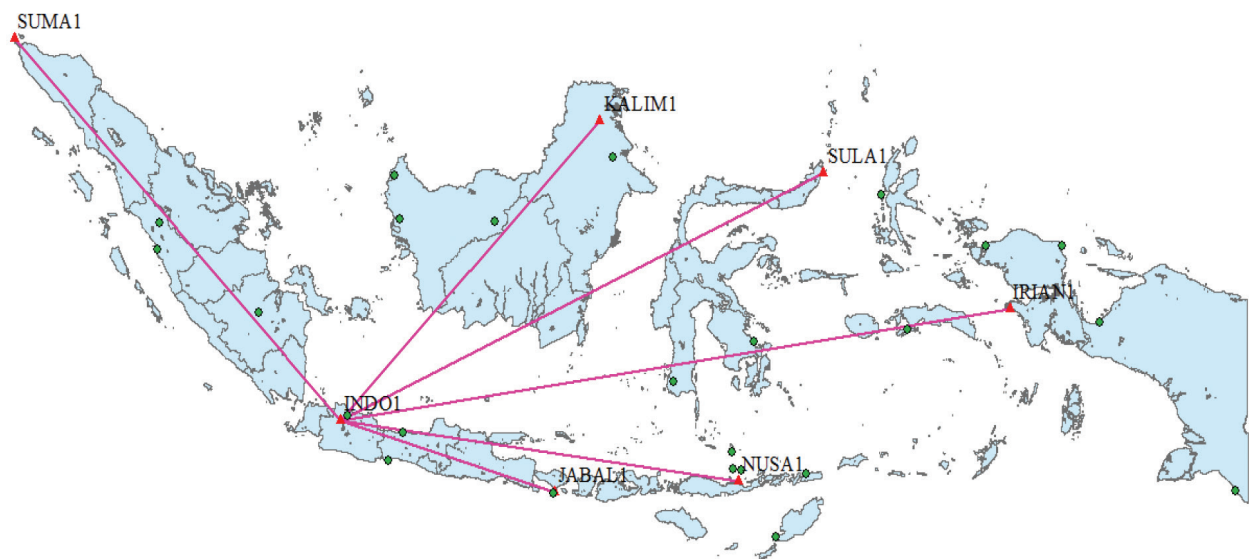 SUMA1
KALIM1
SULA1
IRIAN1
INDO1
NUSA1
JABAL1